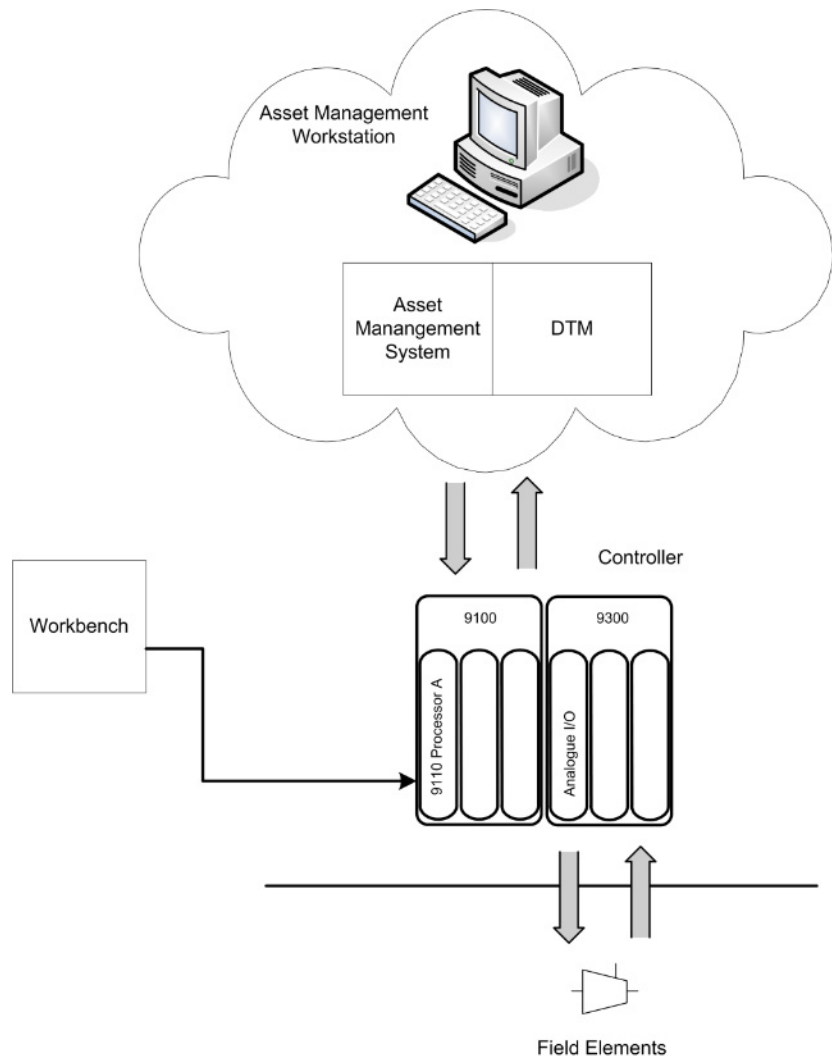 Asset Management
Workstation
Asset
Manangement
System
DTM
Controller
Workbench
9100
9300
9110 Processor A
Analogue I/O
Field Elements